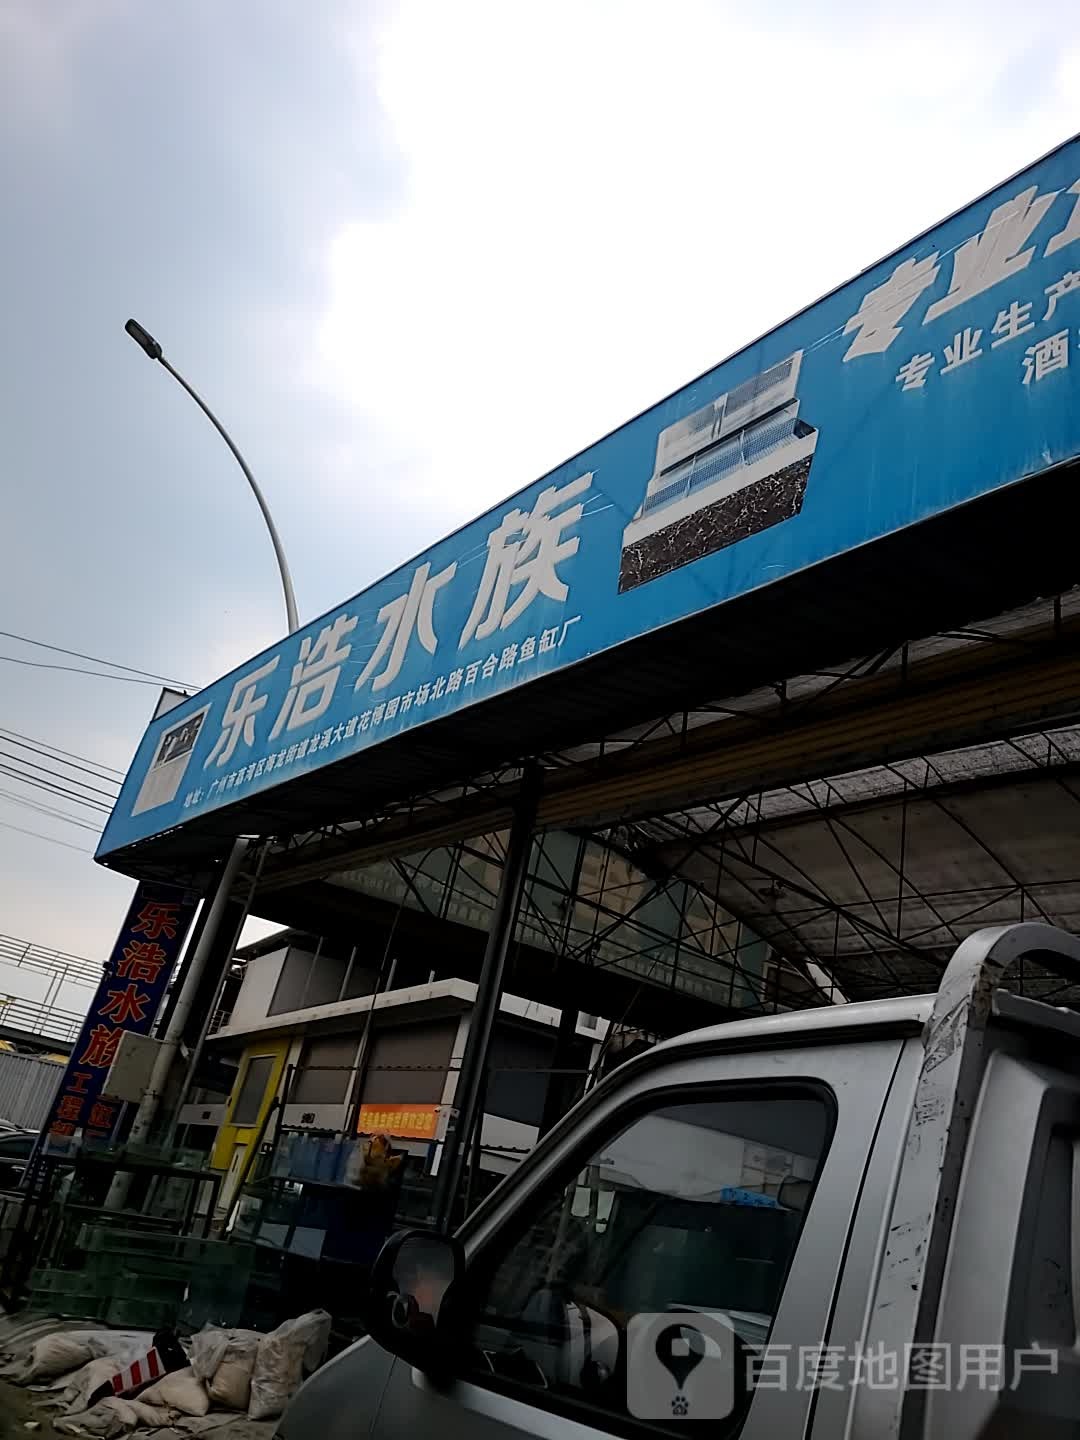 乐浩水族
地址：广州市荔湾区海龙街道龙溪大道花博园市场北路百合路鱼缸厂
专业
专业生产
酒
乐浩水族
工程
缸
百度地图用户